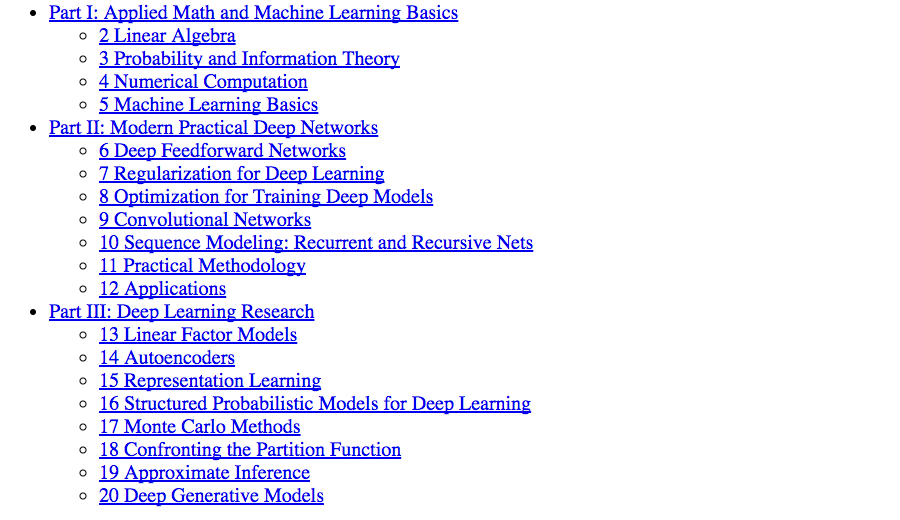 Part I: Applied Math and Machine Learning Basics
2 Linear Algebra
3 Probability and Information Theory
4 Numerical Computation
5 Machine Learning Basics
Part II: Modern Practical Deep Networks
6 Deep Feedforward Networks
7 Regularization for Deep Learning
8 Optimization for Training Deep Models
9 Convolutional Networks
10 Sequence Modeling: Recurrent and Recursive Nets
11 Practical Methodology
12 Applications
Part III: Deep Learning Research
13 Linear Factor Models
14 Autoencoders
15 Representation Learning
16 Structured Probabilistic Models for Deep Learning
17 Monte Carlo Methods
18 Confronting the Partition Function
19 Approximate Inference
20 Deep Generative Models